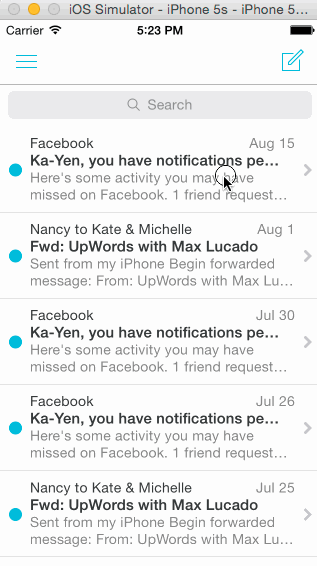 iOS Simulator - iPhone 5s - iPhone 5...
Carrier 5:23 PM
Search
Facebook Aug 15
Ka-Yen, you have notifications pe...
Here's some activity you may have
missed on Facebook. 1 friend request...
Nancy to Kate & Michelle Aug 1
Fwd: UpWords with Max Lucado
Sent from my iPhone Begin forwarded
message: From: UpWords with Max Lu...
Facebook Jul 30
Ka-Yen, you have notifications pe...
Here's some activity you may have
missed on Facebook. 1 friend request...
Facebook Jul 26
Ka-Yen, you have notifications pe...
Here's some activity you may have
missed on Facebook. 1 friend request...
Nancy to Kate & Michelle Jul 25
Fwd: UpWords with Max Lucado
Sent from my iPhone Begin forwarded
message: From: UpWords with Max Lu...